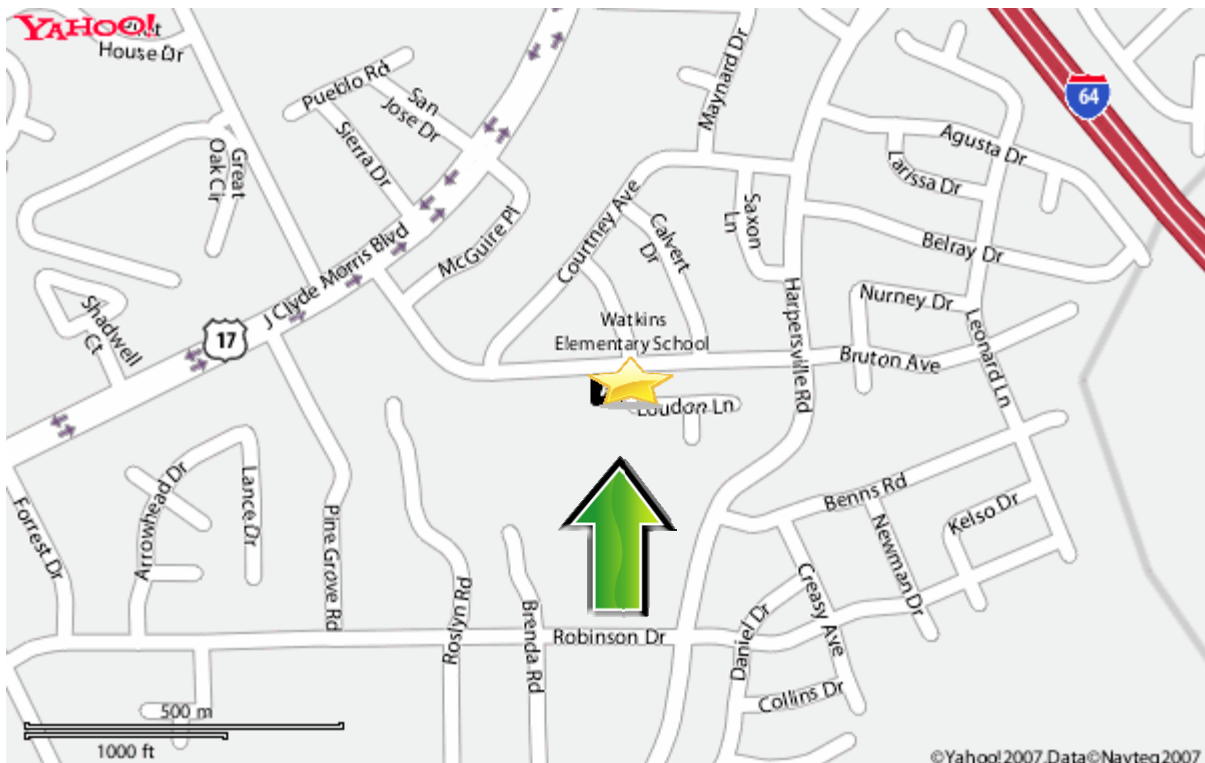 YAHOO!
House Dr
Pueblo Rd
San
Jose Dr
Sierra Dr
Great
Oak Cir
Maynard Dr
64
Agusta Dr
Larissa Dr
Courtney Ave
Calvert
Dr
Saxon
Ln
McGuire Pl
Belray Dr
J Clyde Morris Blvd
17
Shadwell
Ct
Harpersville Rd
Nurney Dr
Leonard Ln
Watkins
Elementary School
Bruton Ave
Loudon Ln
Forrest Dr
Arrowhead Dr
Lance Dr
Pine Grove Rd
Roslyn Rd
Brenda Rd
Robinson Dr
Benns Rd
Newman Dr
Kelso Dr
Creasy Ave
Daniel Dr
Collins Dr
500 m
1000 ft
©Yahoo!2007,Data©Navteq2007